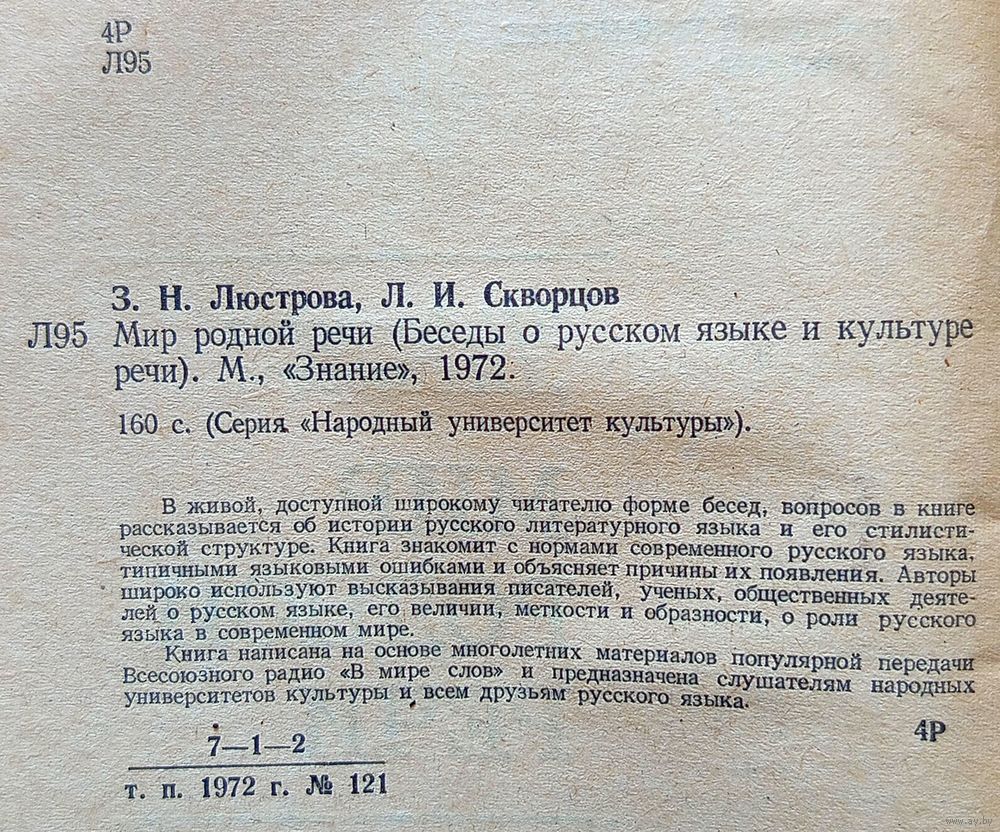 4Р
Л95
З. Н. Люстрова, Л. И. Скворцов
Л95 Мир родной речи (Беседы о русском языке и культуре
речи). М., «Знание», 1972.
160 с. (Серия «Народный университет культуры»).
В живой, доступной широкому читателю форме бесед, вопросов в книге
рассказывается об истории русского литературного языка и его стилисти-
ческой структуре. Книга знакомит с нормами современного русского языка,
типичными языковыми ошибками и объясняет причины их появления. Авторы
широко используют высказывания писателей, ученых, общественных деяте-
лей о русском языке, его величии, меткости и образности, о роли русского
языка в современном мире.
Книга написана на основе многолетних материалов популярной передачи
Всесоюзного радио «В мире слов» и предназначена слушателям народных
университетов культуры и всем друзьям русского языка.
7—1—2
4Р
т. п. 1972 г. № 121
www.ay.by